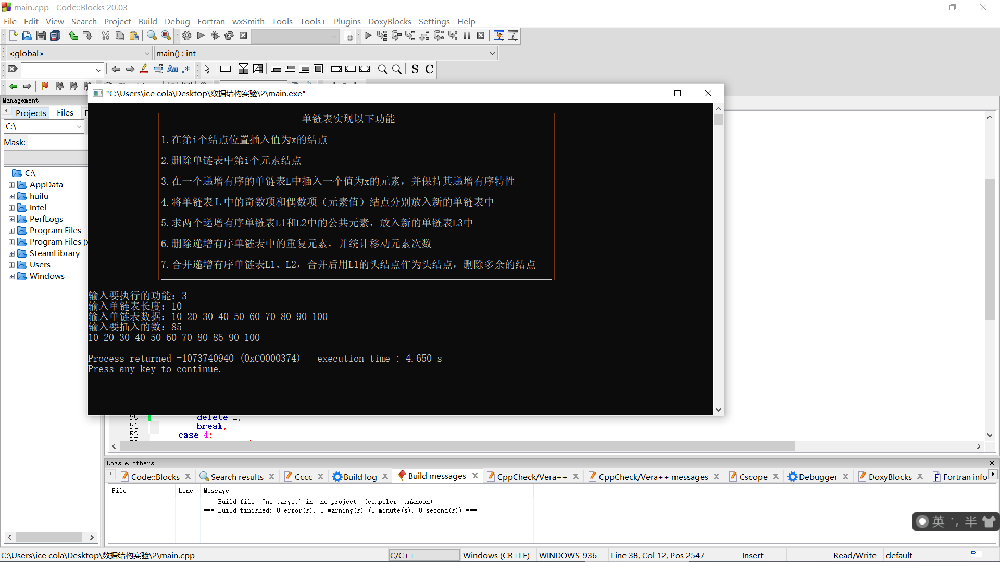 main.cpp - Code::Blocks 20.03
File Edit View Search Project Build Debug Fortran wxSmith Tools Tools+ Plugins DoxyBlocks Settings Help
<global> main() : int
Aa .* S C
Management
"C:\Users\ice cola\Desktop\数据结构实验\2\main.exe"
Projects Files F
C:\
Mask:
C:\
AppData
huifu
Intel
PerfLogs
Program Files
Program Files (x
SteamLibrary
Users
Windows
单链表实现以下功能
1.在第i个结点位置插入值为x的结点
2.删除单链表中第i个元素结点
3.在一个递增有序的单链表L中插入一个值为x的元素，并保持其递增有序特性
4.将单链表Ｌ中的奇数项和偶数项（元素值）结点分别放入新的单链表中
5.求两个递增有序单链表L1和L2中的公共元素，放入新的单链表L3中
6.删除递增有序单链表中的重复元素，并统计移动元素次数
7.合并递增有序单链表L1、L2，合并后用L1的头结点作为头结点，删除多余的结点
输入要执行的功能：3
输入单链表长度：10
输入单链表数据：10 20 30 40 50 60 70 80 90 100
输入要插入的数：85
10 20 30 40 50 60 70 80 85 90 100
Process returned -1073740940 (0xC0000374)   execution time : 4.650 s
Press any key to continue.
50 delete L;
51 break;
52 case 4:
Logs & others
Code::Blocks Search results Cccc Build log Build messages CppCheck/Vera++ CppCheck/Vera++ messages Cscope Debugger DoxyBlocks Fortran info
File Line Message
=== Build file: "no target" in "no project" (compiler: unknown) ===
=== Build finished: 0 error(s), 0 warning(s) (0 minute(s), 0 second(s)) ===
英 半
C:\Users\ice cola\Desktop\数据结构实验\2\main.cpp C/C++ Windows (CR+LF) WINDOWS-936 Line 38, Col 12, Pos 2547 Insert Read/Write default